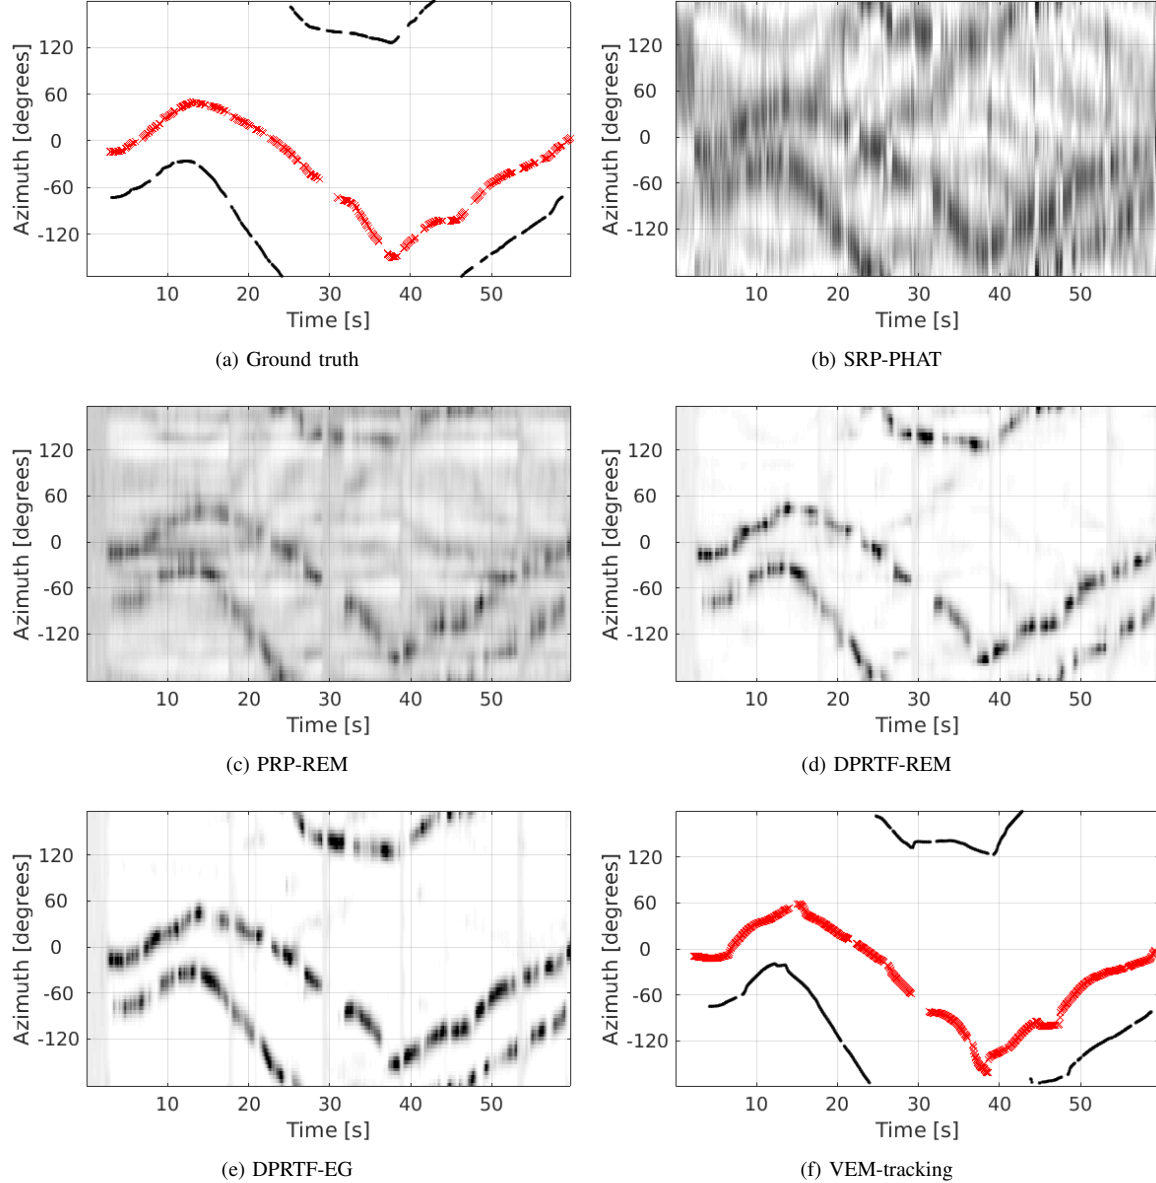 120
60
0
-60
-120
Azimuth [degrees]
10 20 30 40 50
Time [s]
(a) Ground truth
120
60
0
-60
-120
Azimuth [degrees]
10 20 30 40 50
Time [s]
(b) SRP-PHAT
120
60
0
-60
-120
Azimuth [degrees]
10 20 30 40 50
Time [s]
(c) PRP-REM
120
60
0
-60
-120
Azimuth [degrees]
10 20 30 40 50
Time [s]
(d) DPRTF-REM
120
60
0
-60
-120
Azimuth [degrees]
10 20 30 40 50
Time [s]
(e) DPRTF-EG
120
60
0
-60
-120
Azimuth [degrees]
10 20 30 40 50
Time [s]
(f) VEM-tracking